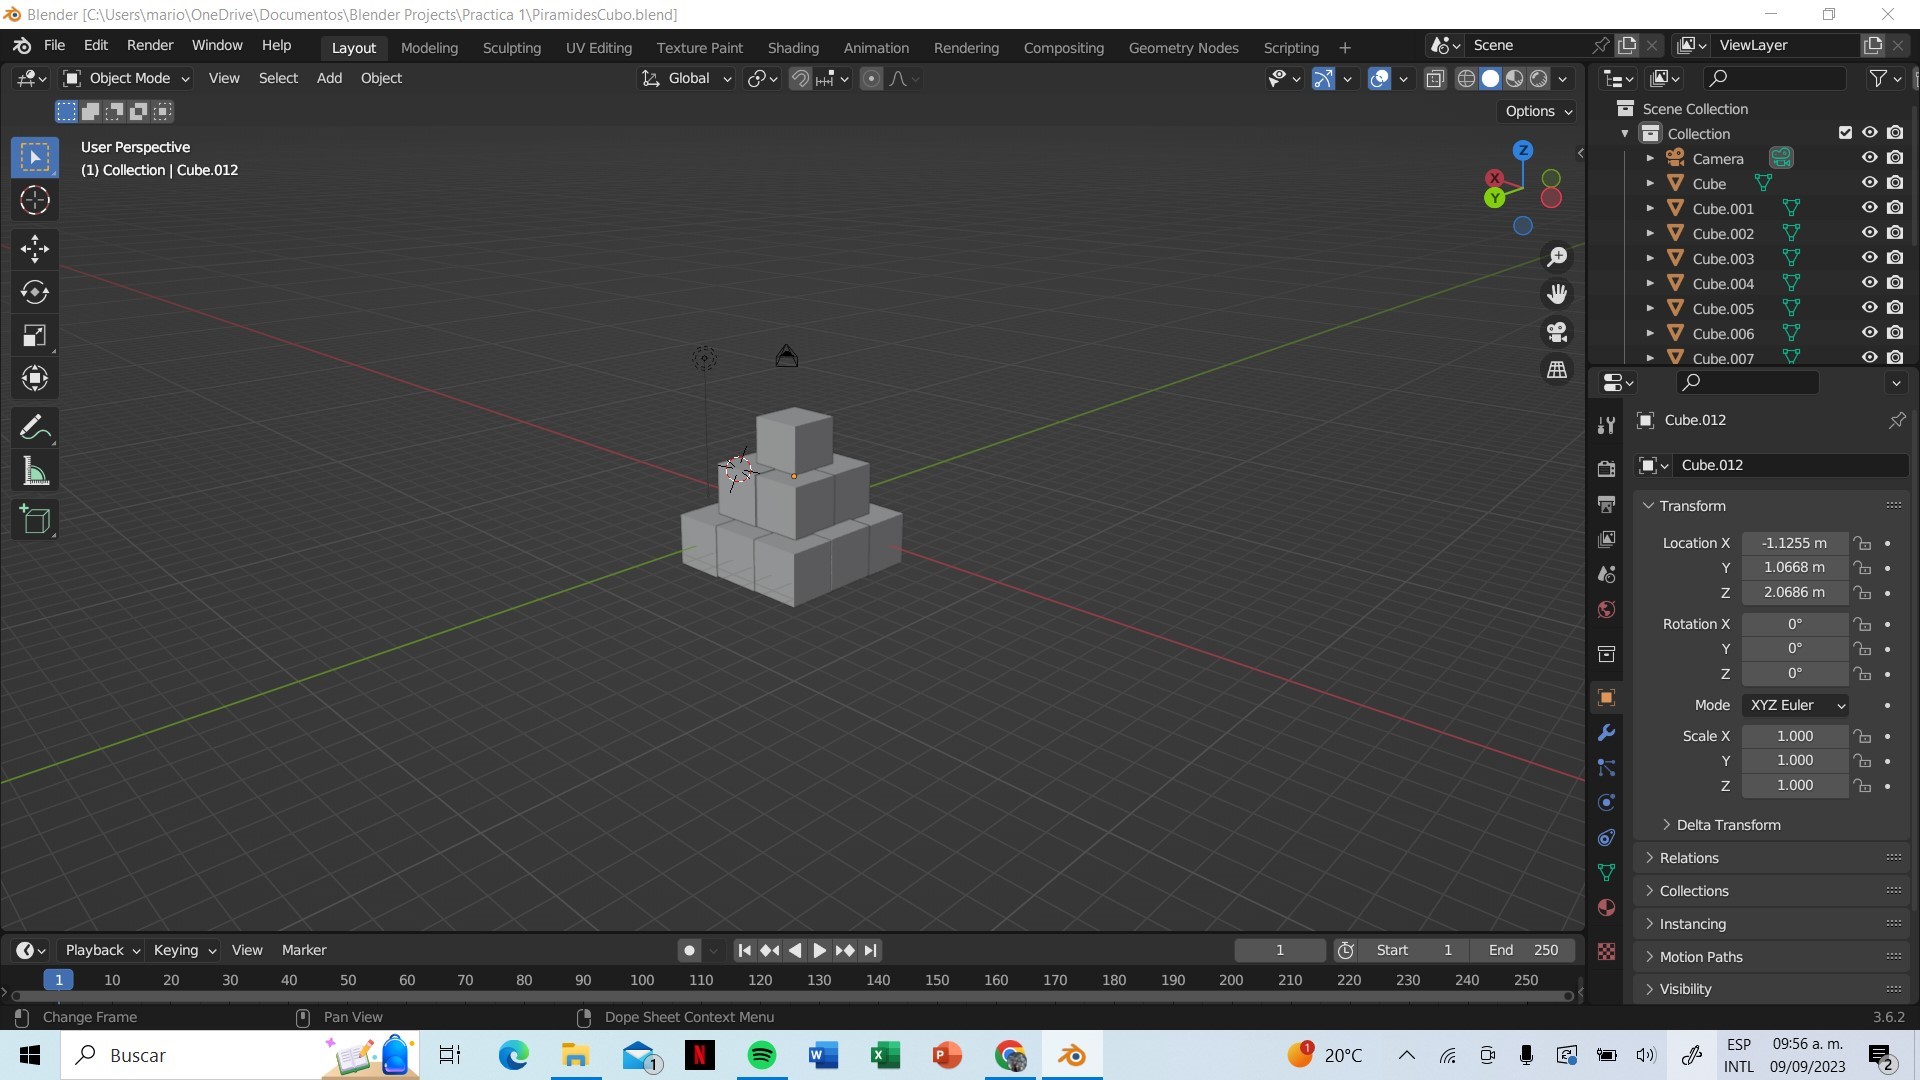 Blender [C:\Users\mario\OneDrive\Documentos\Blender Projects\Practica 1\PiramidesCubo.blend]
File Edit Render Window Help Layout Modeling Sculpting UV Editing Texture Paint Shading Animation Rendering Compositing Geometry Nodes Scripting + Scene ViewLayer
Object Mode View Select Add Object Global
Options
User Perspective
(1) Collection | Cube.012
Z
X
Y
Scene Collection
Collection
Camera
Cube
Cube.001
Cube.002
Cube.003
Cube.004
Cube.005
Cube.006
Cube.007
Cube.012
Cube.012
Transform
Location X -1.1255 m
Y 1.0668 m
Z 2.0686 m
Rotation X 0°
Y 0°
Z 0°
Mode XYZ Euler
Scale X 1.000
Y 1.000
Z 1.000
Delta Transform
Relations
Collections
Instancing
Motion Paths
Visibility
Playback Keying View Marker 1 Start 1 End 250
1 10 20 30 40 50 60 70 80 90 100 110 120 130 140 150 160 170 180 190 200 210 220 230 240 250
Change Frame Pan View Dope Sheet Context Menu 3.6.2
Buscar 1 N W X P 1 20°C ESP 09:56 a. m. 2
INTL 09/09/2023